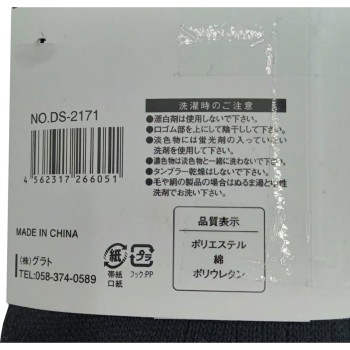 NO.DS-2171
4 562317 266051
MADE IN CHINA
(株)グラト
TEL:058-374-0589
紙
帯紙
口紙
プラ
フック:PP
洗濯時のご注意
●漂白剤は使用しないで下さい。
●口ゴム部を上にして陰干しして下さい。
●淡色物には蛍光剤の入っていない
洗剤を使用して下さい。
●濃色物は淡色物と一緒に洗わないで下さい。
●タンブラー乾燥はしないで下さい。
●毛や絹の製品の場合はぬるま湯と中性
洗剤でお洗い下さい。
品質表示
ポリエステル
綿
ポリウレタン